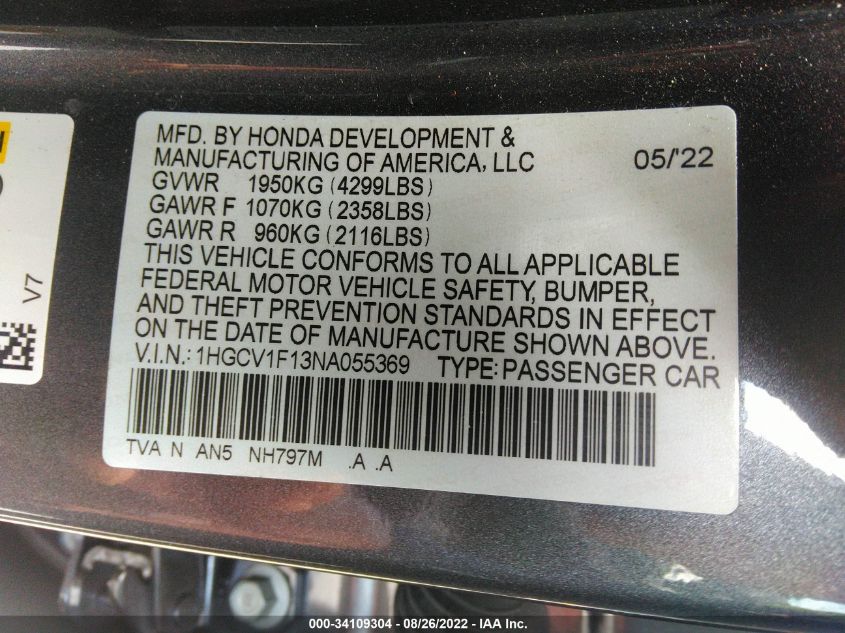 MFD. BY HONDA DEVELOPMENT &
MANUFACTURING OF AMERICA, LLC 05/'22
GVWR 1950KG (4299LBS)
GAWR F 1070KG (2358LBS)
GAWR R 960KG (2116LBS)
THIS VEHICLE CONFORMS TO ALL APPLICABLE
FEDERAL MOTOR VEHICLE SAFETY, BUMPER,
AND THEFT PREVENTION STANDARDS IN EFFECT
ON THE DATE OF MANUFACTURE SHOWN ABOVE.
V.I.N.: 1HGCV1F13NA055369 TYPE: PASSENGER CAR
TVA N AN5 NH797M .A .A
V7
000-34109304 - 08/26/2022 - IAA Inc.